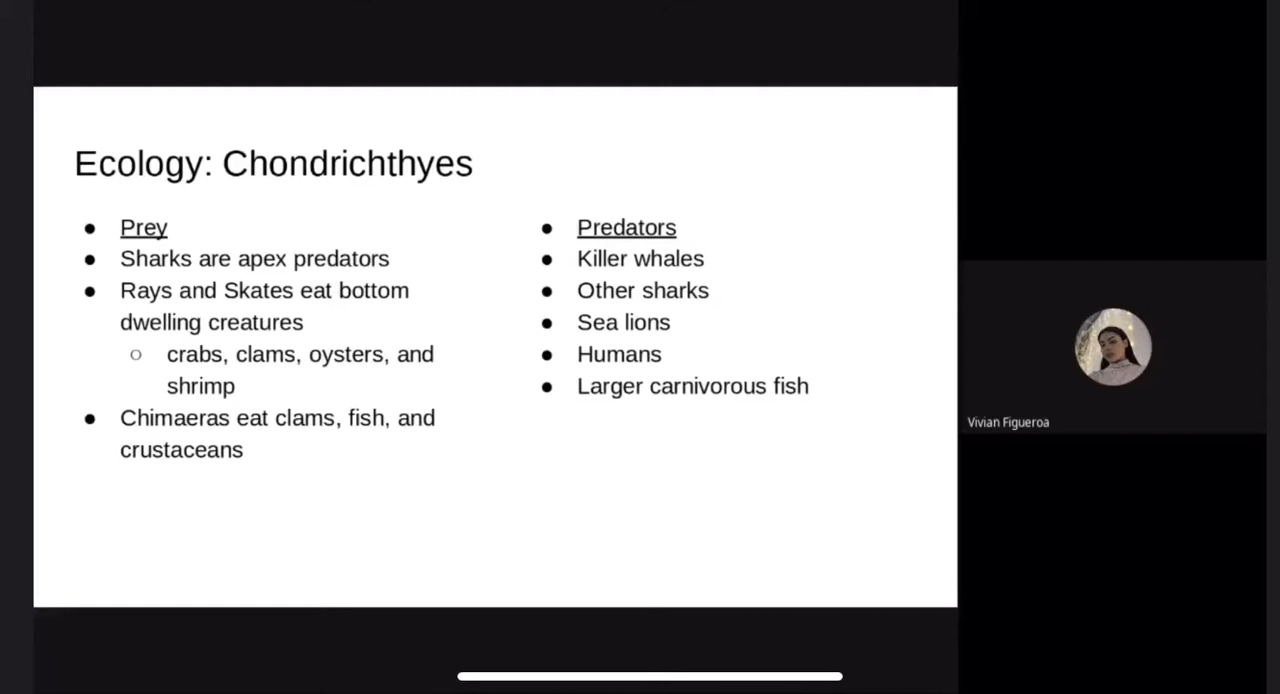 Ecology: Chondrichthyes
● Prey
● Sharks are apex predators
● Rays and Skates eat bottom
dwelling creatures
○ crabs, clams, oysters, and
shrimp
● Chimaeras eat clams, fish, and
crustaceans
● Predators
● Killer whales
● Other sharks
● Sea lions
● Humans
● Larger carnivorous fish
Vivian Figueroa